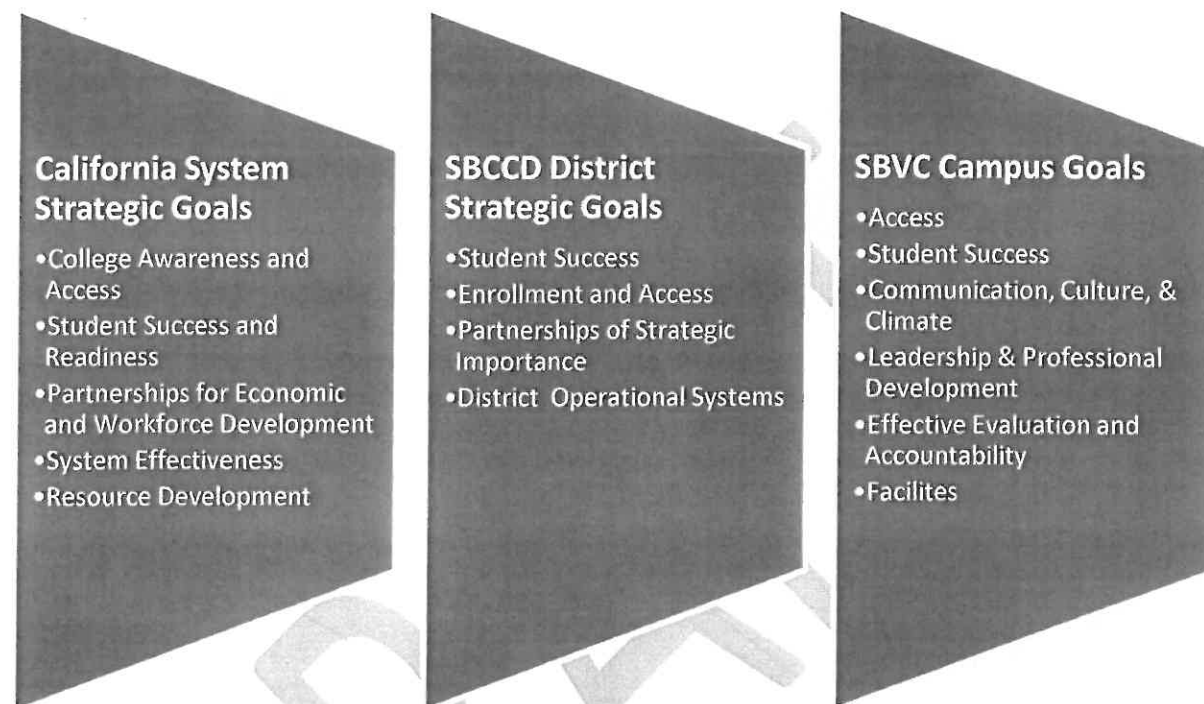 California System
Strategic Goals
•College Awareness and
Access
•Student Success and
Readiness
•Partnerships for Economic
and Workforce Development
•System Effectiveness
•Resource Development
SBCCD District
Strategic Goals
•Student Success
•Enrollment and Access
•Partnerships of Strategic
Importance
•District Operational Systems
SBVC Campus Goals
•Access
•Student Success
•Communication, Culture, &
Climate
•Leadership & Professional
Development
•Effective Evaluation and
Accountability
•Facilites